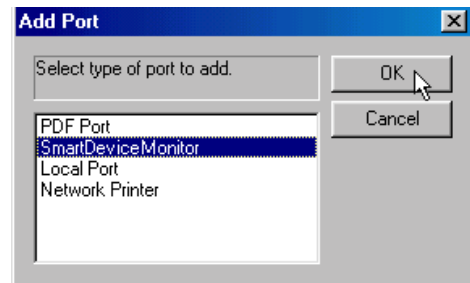 Add Port
Select type of port to add.
OK
Cancel
PDF Port
SmartDeviceMonitor
Local Port
Network Printer